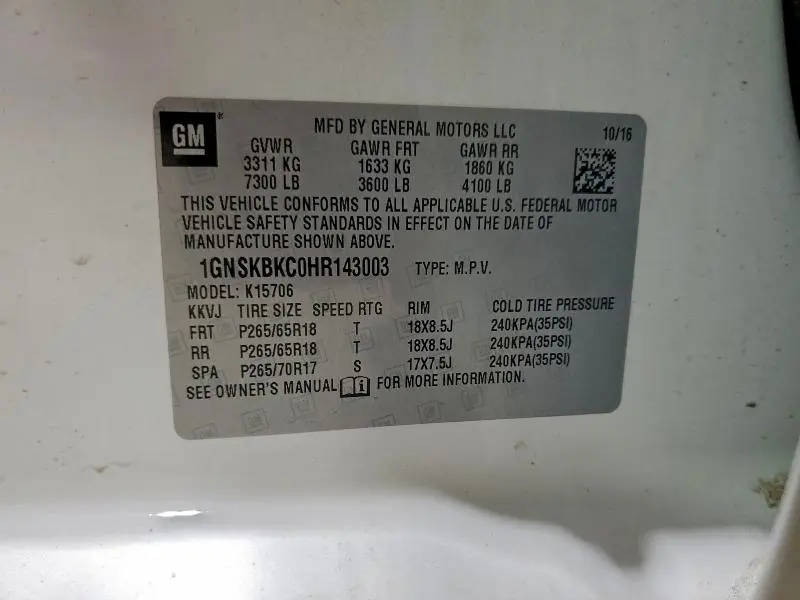 GM
MFD BY GENERAL MOTORS LLC 10/16
GVWR GAWR FRT GAWR RR
3311 KG 1633 KG 1860 KG
7300 LB 3600 LB 4100 LB
THIS VEHICLE CONFORMS TO ALL APPLICABLE U.S. FEDERAL MOTOR
VEHICLE SAFETY STANDARDS IN EFFECT ON THE DATE OF
MANUFACTURE SHOWN ABOVE.
1GNSKBKC0HR143003 TYPE: M.P.V.
MODEL: K15706
KKVJ TIRE SIZE SPEED RTG RIM COLD TIRE PRESSURE
FRT P265/65R18 T 18X8.5J 240KPA(35PSI)
RR P265/65R18 T 18X8.5J 240KPA(35PSI)
SPA P265/70R17 S 17X7.5J 240KPA(35PSI)
SEE OWNER'S MANUAL i FOR MORE INFORMATION.